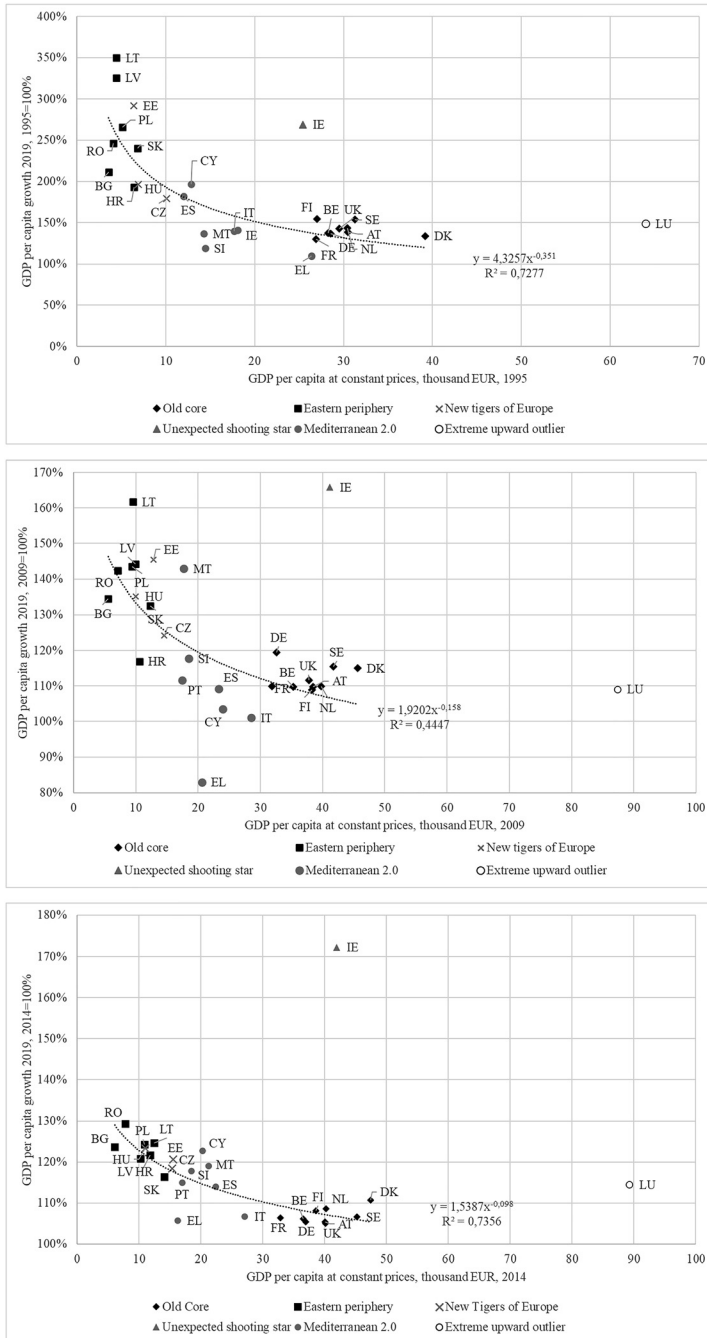 400%
350%
300%
250%
200%
150%
100%
50%
0%
GDP per capita growth 2019, 1995=100%
LT
LV
EE
PL
IE
RO
SK
BG
HR
HU
CZ
CY
ES
IT
MT
IE
SI
FI
BE
UK
SE
EL
FR
DE
AT
NL
DK
LU
y = 4,3257x-0,351
R² = 0,7277
0 10 20 30 40 50 60 70
GDP per capita at constant prices, thousand EUR, 1995
Old core Eastern periphery New tigers of Europe
Unexpected shooting star Mediterranean 2.0 Extreme upward outlier
170%
160%
150%
140%
130%
120%
110%
100%
90%
80%
GDP per capita growth 2019, 2009=100%
IE
LT
LV
EE
MT
RO
PL
BG
HU
SK
CZ
HR
SI
PT
ES
CY
IT
EL
DE
BE
FR
UK
SE
DK
FI
AT
NL
LU
y = 1,9202x-0,158
R² = 0,4447
0 10 20 30 40 50 60 70 80 90 100
GDP per capita at constant prices, thousand EUR, 2009
Old core Eastern periphery New tigers of Europe
Unexpected shooting star Mediterranean 2.0 Extreme upward outlier
180%
170%
160%
150%
140%
130%
120%
110%
100%
GDP per capita growth 2019, 2014=100%
IE
RO
BG
PL
LT
EE
CY
HU
LV
HR
CZ
SI
MT
SK
PT
ES
EL
IT
FR
BE
DE
FI
NL
UK
AT
SE
DK
LU
y = 1,5387x-0,098
R² = 0,7356
0 10 20 30 40 50 60 70 80 90 100
GDP per capita at constant prices, thousand EUR, 2014
Old Core Eastern periphery New Tigers of Europe
Unexpected shooting star Mediterranean 2.0 Extreme upward outlier